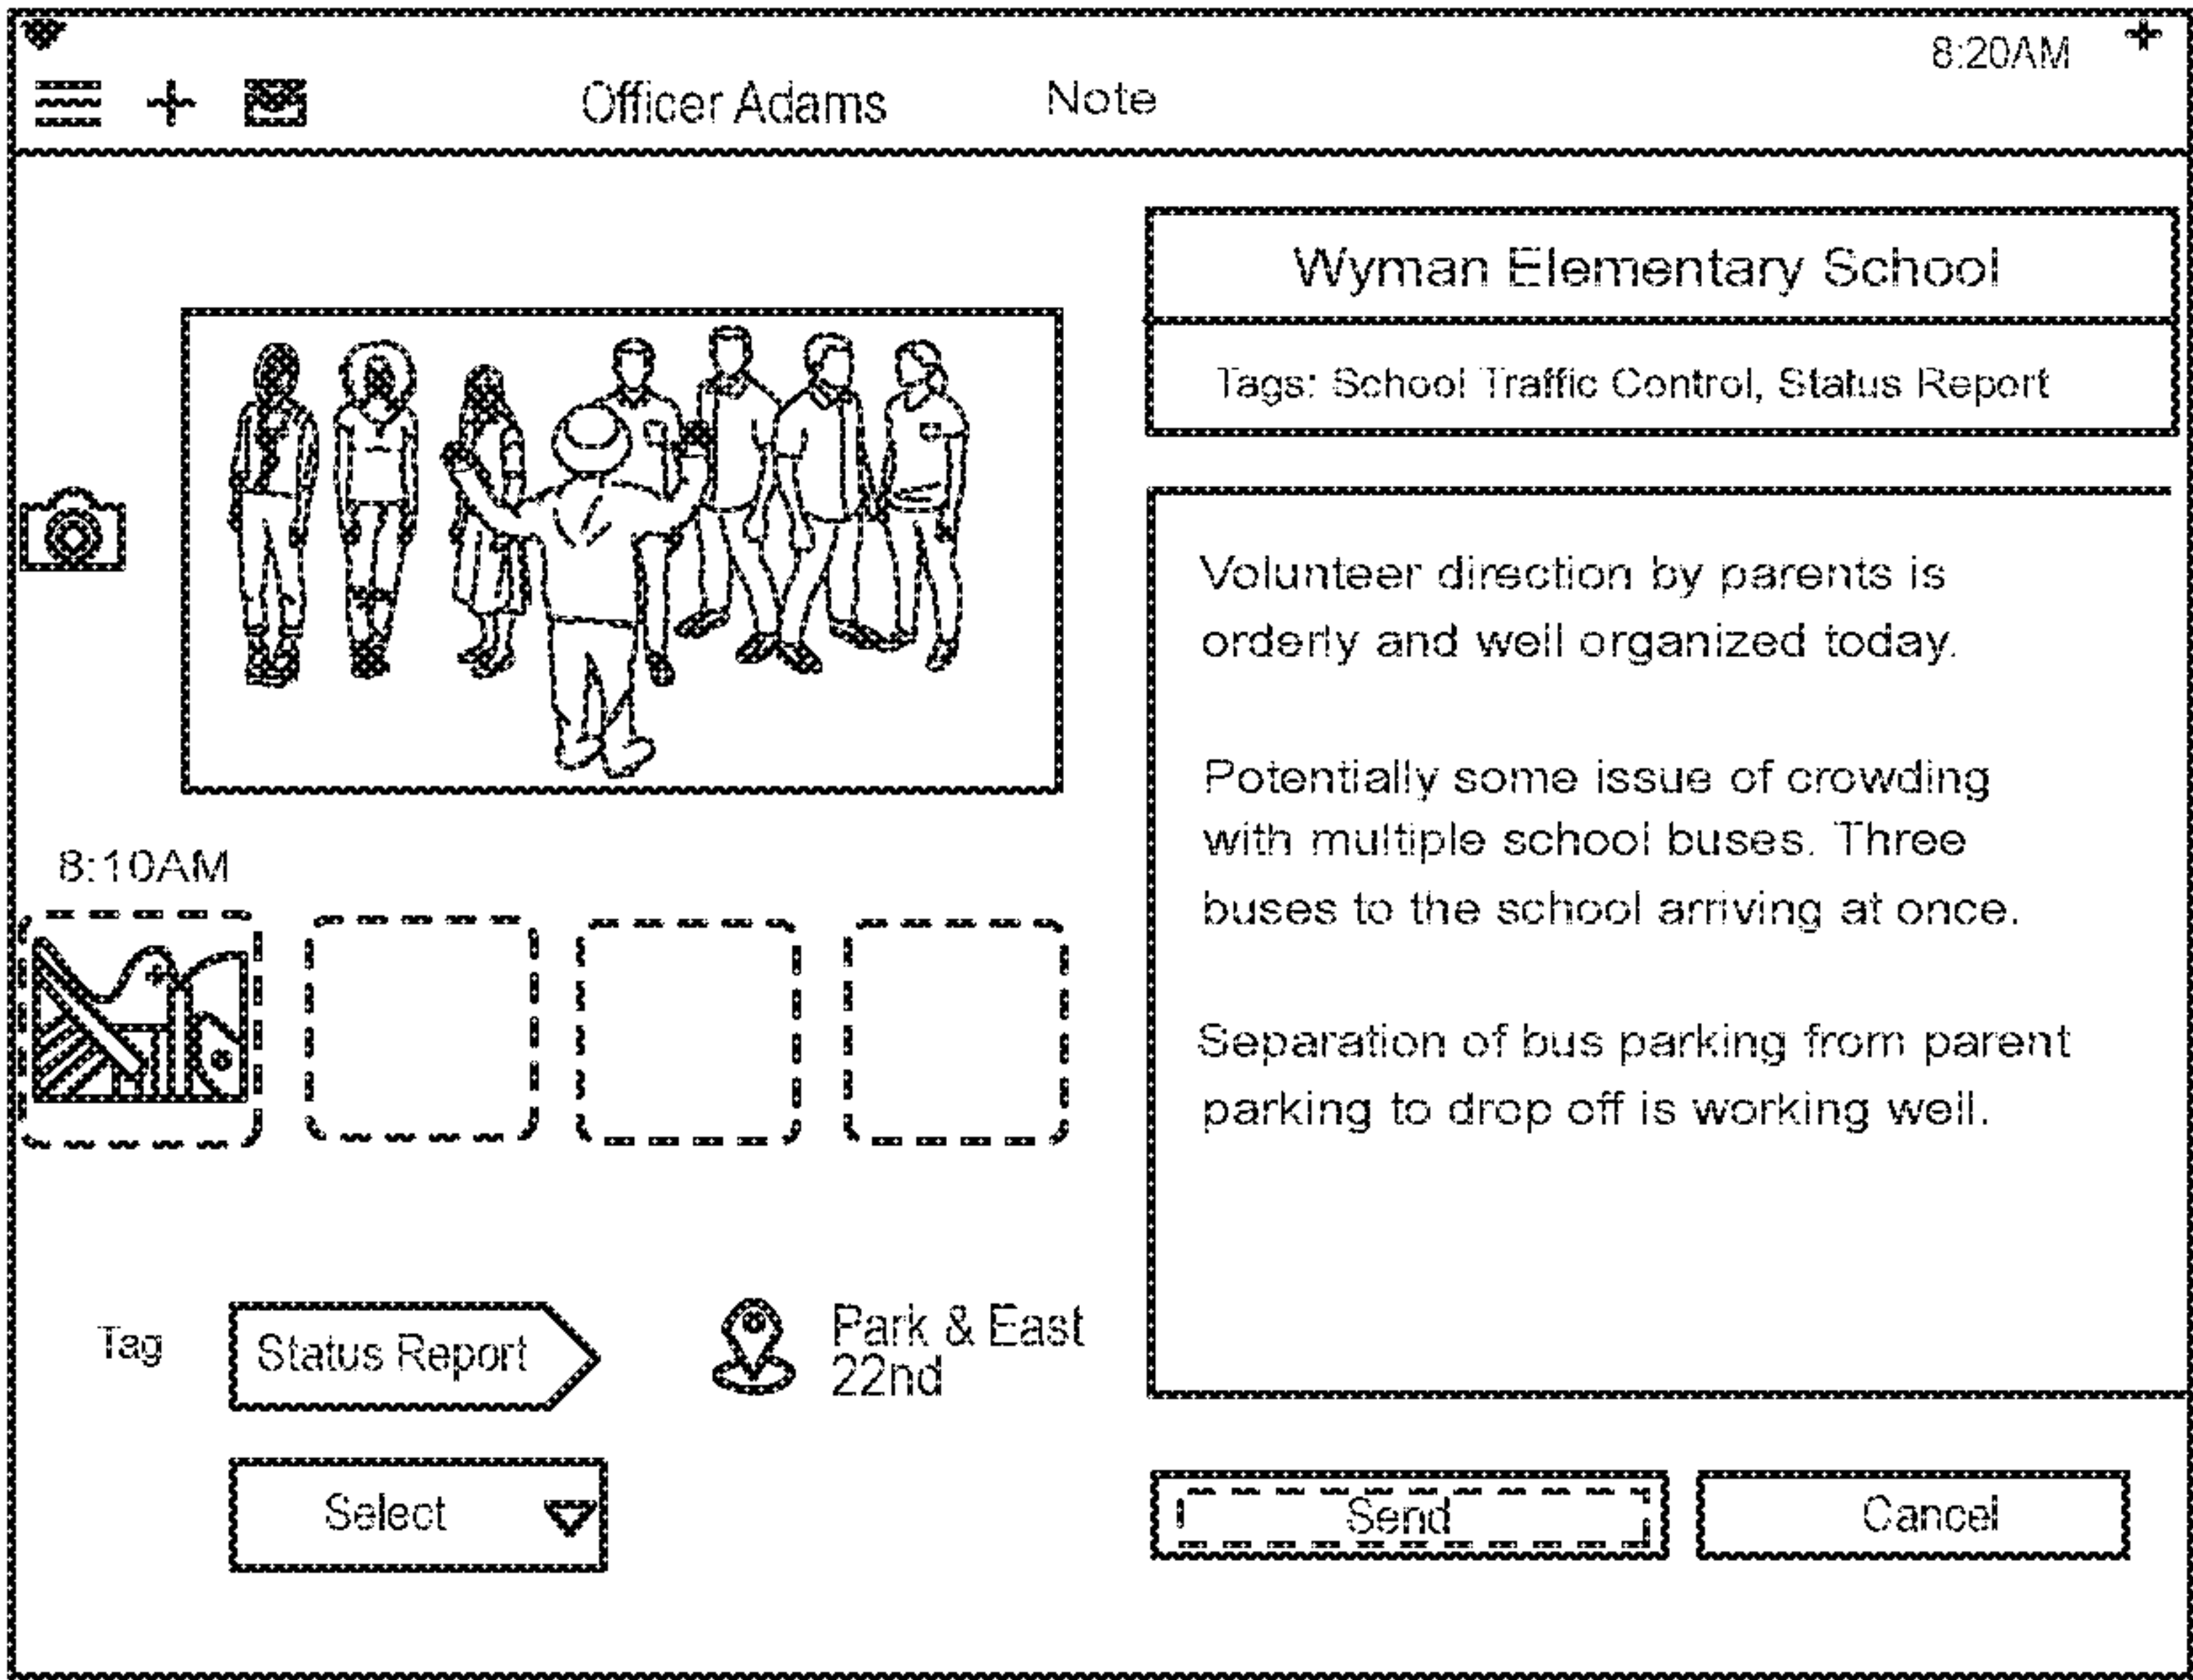 8:20AM
Officer Adams
Note
Wyman Elementary School
Tags: School Traffic Control, Status Report
Volunteer direction by parents is
orderly and well organized today.
Potentially some issue of crowding
with multiple school buses. Three
buses to the school arriving at once.
Separation of bus parking from parent
parking to drop off is working well.
8:10AM
Tag
Status Report
Park & East
22nd
Select
Send
Cancel